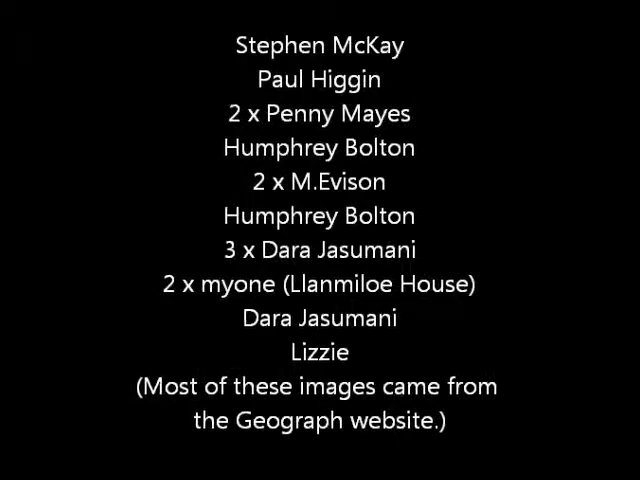 Stephen McKay
Paul Higgin
2 x Penny Mayes
Humphrey Bolton
2 x M.Evison
Humphrey Bolton
3 x Dara Jasumani
2 x myone (Llanmiloe House)
Dara Jasumani
Lizzie
(Most of these images came from
the Geograph website.)